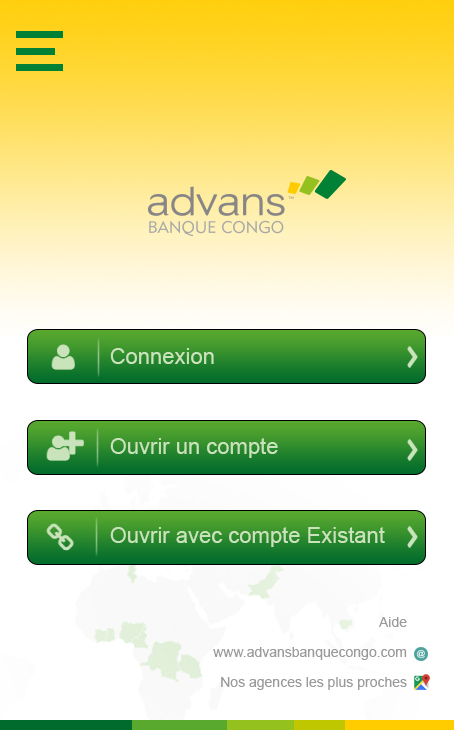 advans
BANQUE CONGO
Connexion
Ouvrir un compte
Ouvrir avec compte Existant
Aide
www.advansbanquecongo.com
Nos agences les plus proches